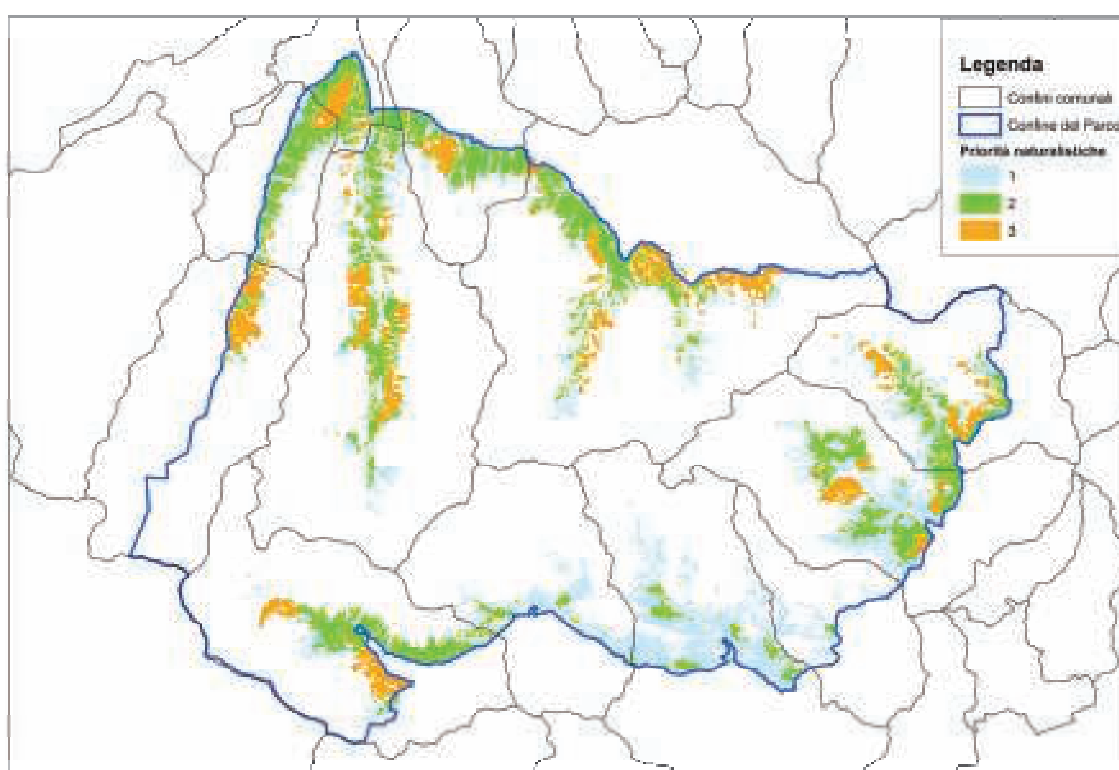 Legenda
Confini comunali
Confine del Parco
Priorità naturalistiche
1
2
3